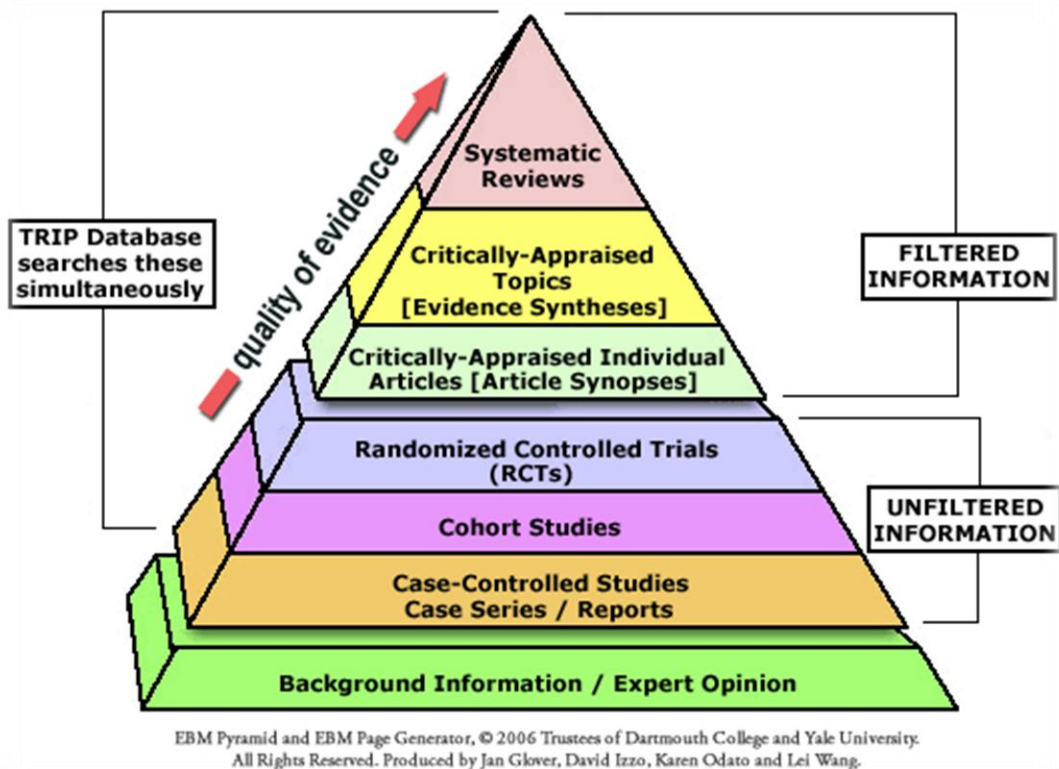 Systematic
Reviews
quality of evidence
TRIP Database
searches these
simultaneously
FILTERED
INFORMATION
Critically-Appraised
Topics
[Evidence Syntheses]
Critically-Appraised Individual
Articles [Article Synopses]
Randomized Controlled Trials
(RCTs)
UNFILTERED
INFORMATION
Cohort Studies
Case-Controlled Studies
Case Series / Reports
Background Information / Expert Opinion
EBM Pyramid and EBM Page Generator, © 2006 Trustees of Dartmouth College and Yale University.
All Rights Reserved. Produced by Jan Glover, David Izzo, Karen Odato and Lei Wang.